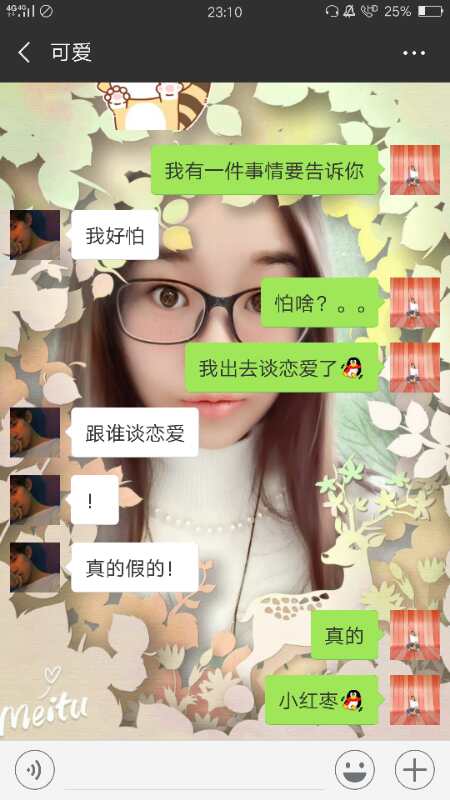 4G 4G
HD
23:10
25%
可爱
我有一件事情要告诉你
我好怕
怕啥？。。
我出去谈恋爱了
跟谁谈恋爱
！
真的假的！
真的
小红枣
Meitu